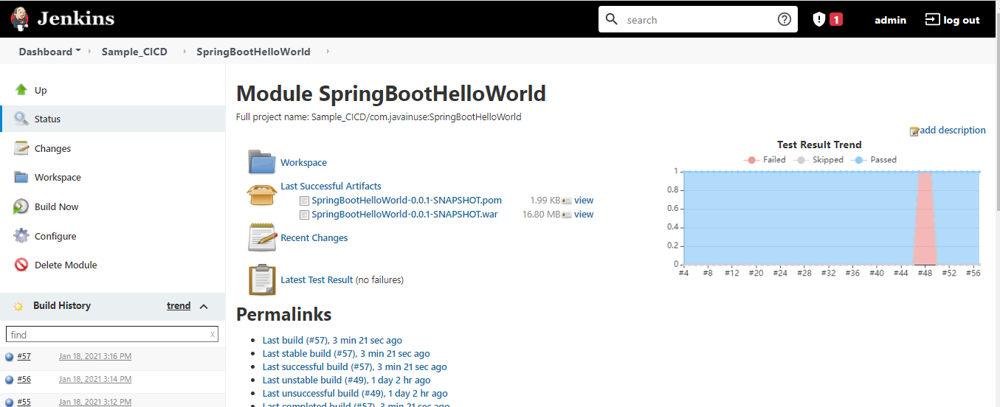 Jenkins
search
1
admin
log out
Dashboard
Sample_CICD
SpringBootHelloWorld
Up
Status
Changes
Workspace
Build Now
Configure
Delete Module
Build History
trend
find
x
#57 Jan 18, 2021 3:16 PM
#56 Jan 18, 2021 3:14 PM
#55 Jan 18, 2021 3:12 PM
Module SpringBootHelloWorld
Full project name: Sample_CICD/com.javainuse:SpringBootHelloWorld
add description
Workspace
Last Successful Artifacts
SpringBootHelloWorld-0.0.1-SNAPSHOT.pom 1.99 KB view
SpringBootHelloWorld-0.0.1-SNAPSHOT.war 16.80 MB view
Recent Changes
Latest Test Result (no failures)
Test Result Trend
Failed Skipped Passed
1
0.8
0.6
0.4
0.2
0
#4 #8 #12 #20 #24 #28 #32 #36 #40 #44 #48 #52 #56
Permalinks
Last build (#57), 3 min 21 sec ago
Last stable build (#57), 3 min 21 sec ago
Last successful build (#57), 3 min 21 sec ago
Last unstable build (#49), 1 day 2 hr ago
Last unsuccessful build (#49), 1 day 2 hr ago
Last completed build (#57), 3 min 21 sec ago